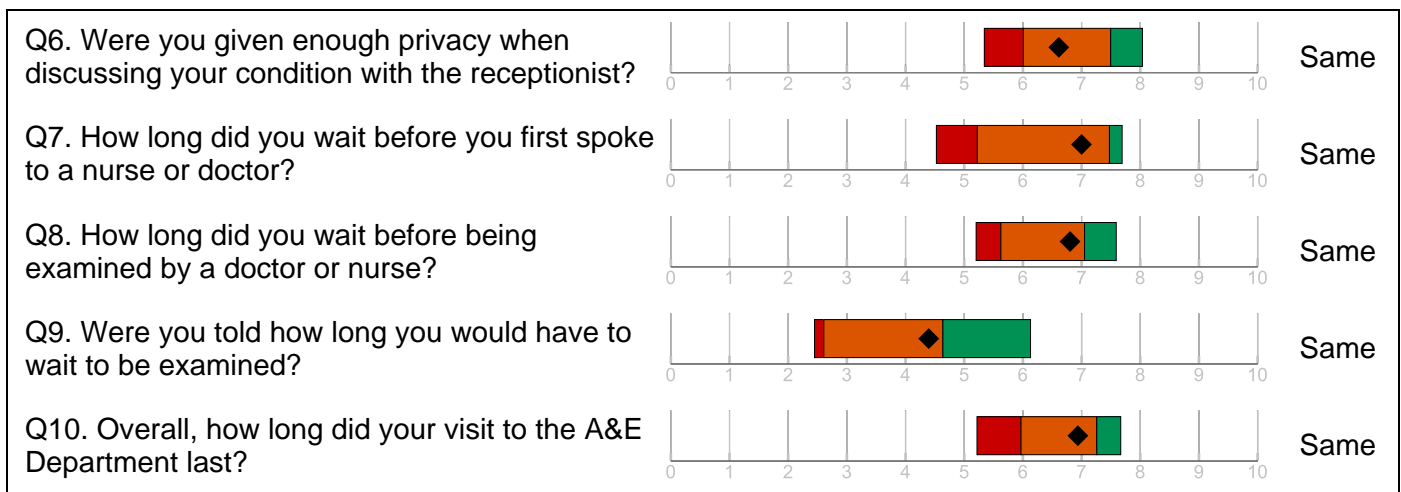 Q6. Were you given enough privacy when
discussing your condition with the receptionist?
0 1 2 3 4 5 6 7 8 9 10
Same
Q7. How long did you wait before you first spoke
to a nurse or doctor?
0 1 2 3 4 5 6 7 8 9 10
Same
Q8. How long did you wait before being
examined by a doctor or nurse?
0 1 2 3 4 5 6 7 8 9 10
Same
Q9. Were you told how long you would have to
wait to be examined?
0 1 2 3 4 5 6 7 8 9 10
Same
Q10. Overall, how long did your visit to the A&E
Department last?
0 1 2 3 4 5 6 7 8 9 10
Same